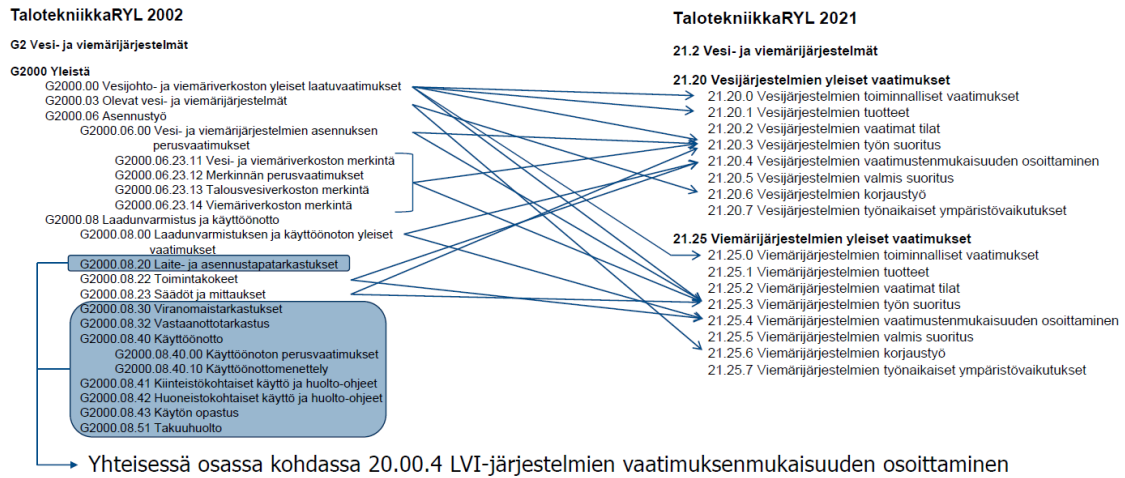 TalotekniikkaRYL 2002
G2 Vesi- ja viemärijärjestelmät
G2000 Yleistä
G2000.00 Vesijohto- ja viemäriverkoston yleiset laatuvaatimukset
G2000.03 Olevat vesi- ja viemärijärjestelmät
G2000.06 Asennustyö
G2000.06.00 Vesi- ja viemärijärjestelmien asennuksen
perusvaatimukset
G2000.06.23.11 Vesi- ja viemäriverkoston merkintä
G2000.06.23.12 Merkinnän perusvaatimukset
G2000.06.23.13 Talousvesiverkoston merkintä
G2000.06.23.14 Viemäriverkoston merkintä
G2000.08 Laadunvarmistus ja käyttöönotto
G2000.08.00 Laadunvarmistuksen ja käyttöönoton yleiset
vaatimukset
G2000.08.20 Laite- ja asennustapatarkastukset
G2000.08.22 Toimintakokeet
G2000.08.23 Säädöt ja mittaukset
G2000.08.30 Viranomaistarkastukset
G2000.08.32 Vastaanottotarkastus
G2000.08.40 Käyttöönotto
G2000.08.40.00 Käyttöönoton perusvaatimukset
G2000.08.40.10 Käyttöönottomenettely
G2000.08.41 Kiinteistökohtaiset käyttö ja huolto-ohjeet
G2000.08.42 Huoneistokohtaiset käyttö ja huolto-ohjeet
G2000.08.43 Käytön opastus
G2000.08.51 Takuuhuolto
TalotekniikkaRYL 2021
21.2 Vesi- ja viemärijärjestelmät
21.20 Vesijärjestelmien yleiset vaatimukset
21.20.0 Vesijärjestelmien toiminnalliset vaatimukset
21.20.1 Vesijärjestelmien tuotteet
21.20.2 Vesijärjestelmien vaatimat tilat
21.20.3 Vesijärjestelmien työn suoritus
21.20.4 Vesijärjestelmien vaatimustenmukaisuuden osoittaminen
21.20.5 Vesijärjestelmien valmis suoritus
21.20.6 Vesijärjestelmien korjaustyö
21.20.7 Vesijärjestelmien työnaikaiset ympäristövaikutukset
21.25 Viemärijärjestelmien yleiset vaatimukset
21.25.0 Viemärijärjestelmien toiminnalliset vaatimukset
21.25.1 Viemärijärjestelmien tuotteet
21.25.2 Viemärijärjestelmien vaatimat tilat
21.25.3 Viemärijärjestelmien työn suoritus
21.25.4 Viemärijärjestelmien vaatimustenmukaisuuden osoittaminen
21.25.5 Viemärijärjestelmien valmis suoritus
21.25.6 Viemärijärjestelmien korjaustyö
21.25.7 Viemärijärjestelmien työnaikaiset ympäristövaikutukset
Yhteisessä osassa kohdassa 20.00.4 LVI-järjestelmien vaatimuksenmukaisuuden osoittaminen